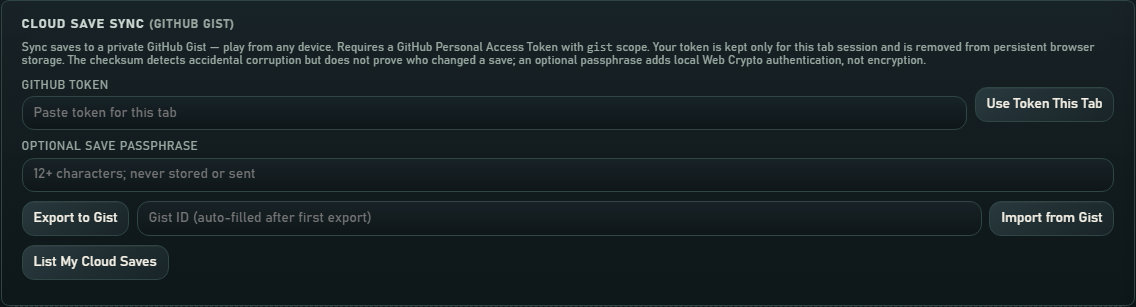 CLOUD SAVE SYNC (GITHUB GIST)
Sync saves to a private GitHub Gist — play from any device. Requires a GitHub Personal Access Token with gist scope. Your token is kept only for this tab session and is removed from persistent browser
storage. The checksum detects accidental corruption but does not prove who changed a save; an optional passphrase adds local Web Crypto authentication, not encryption.
GITHUB TOKEN
Paste token for this tab
Use Token This Tab
OPTIONAL SAVE PASSPHRASE
12+ characters; never stored or sent
Export to Gist
Gist ID (auto-filled after first export)
Import from Gist
List My Cloud Saves